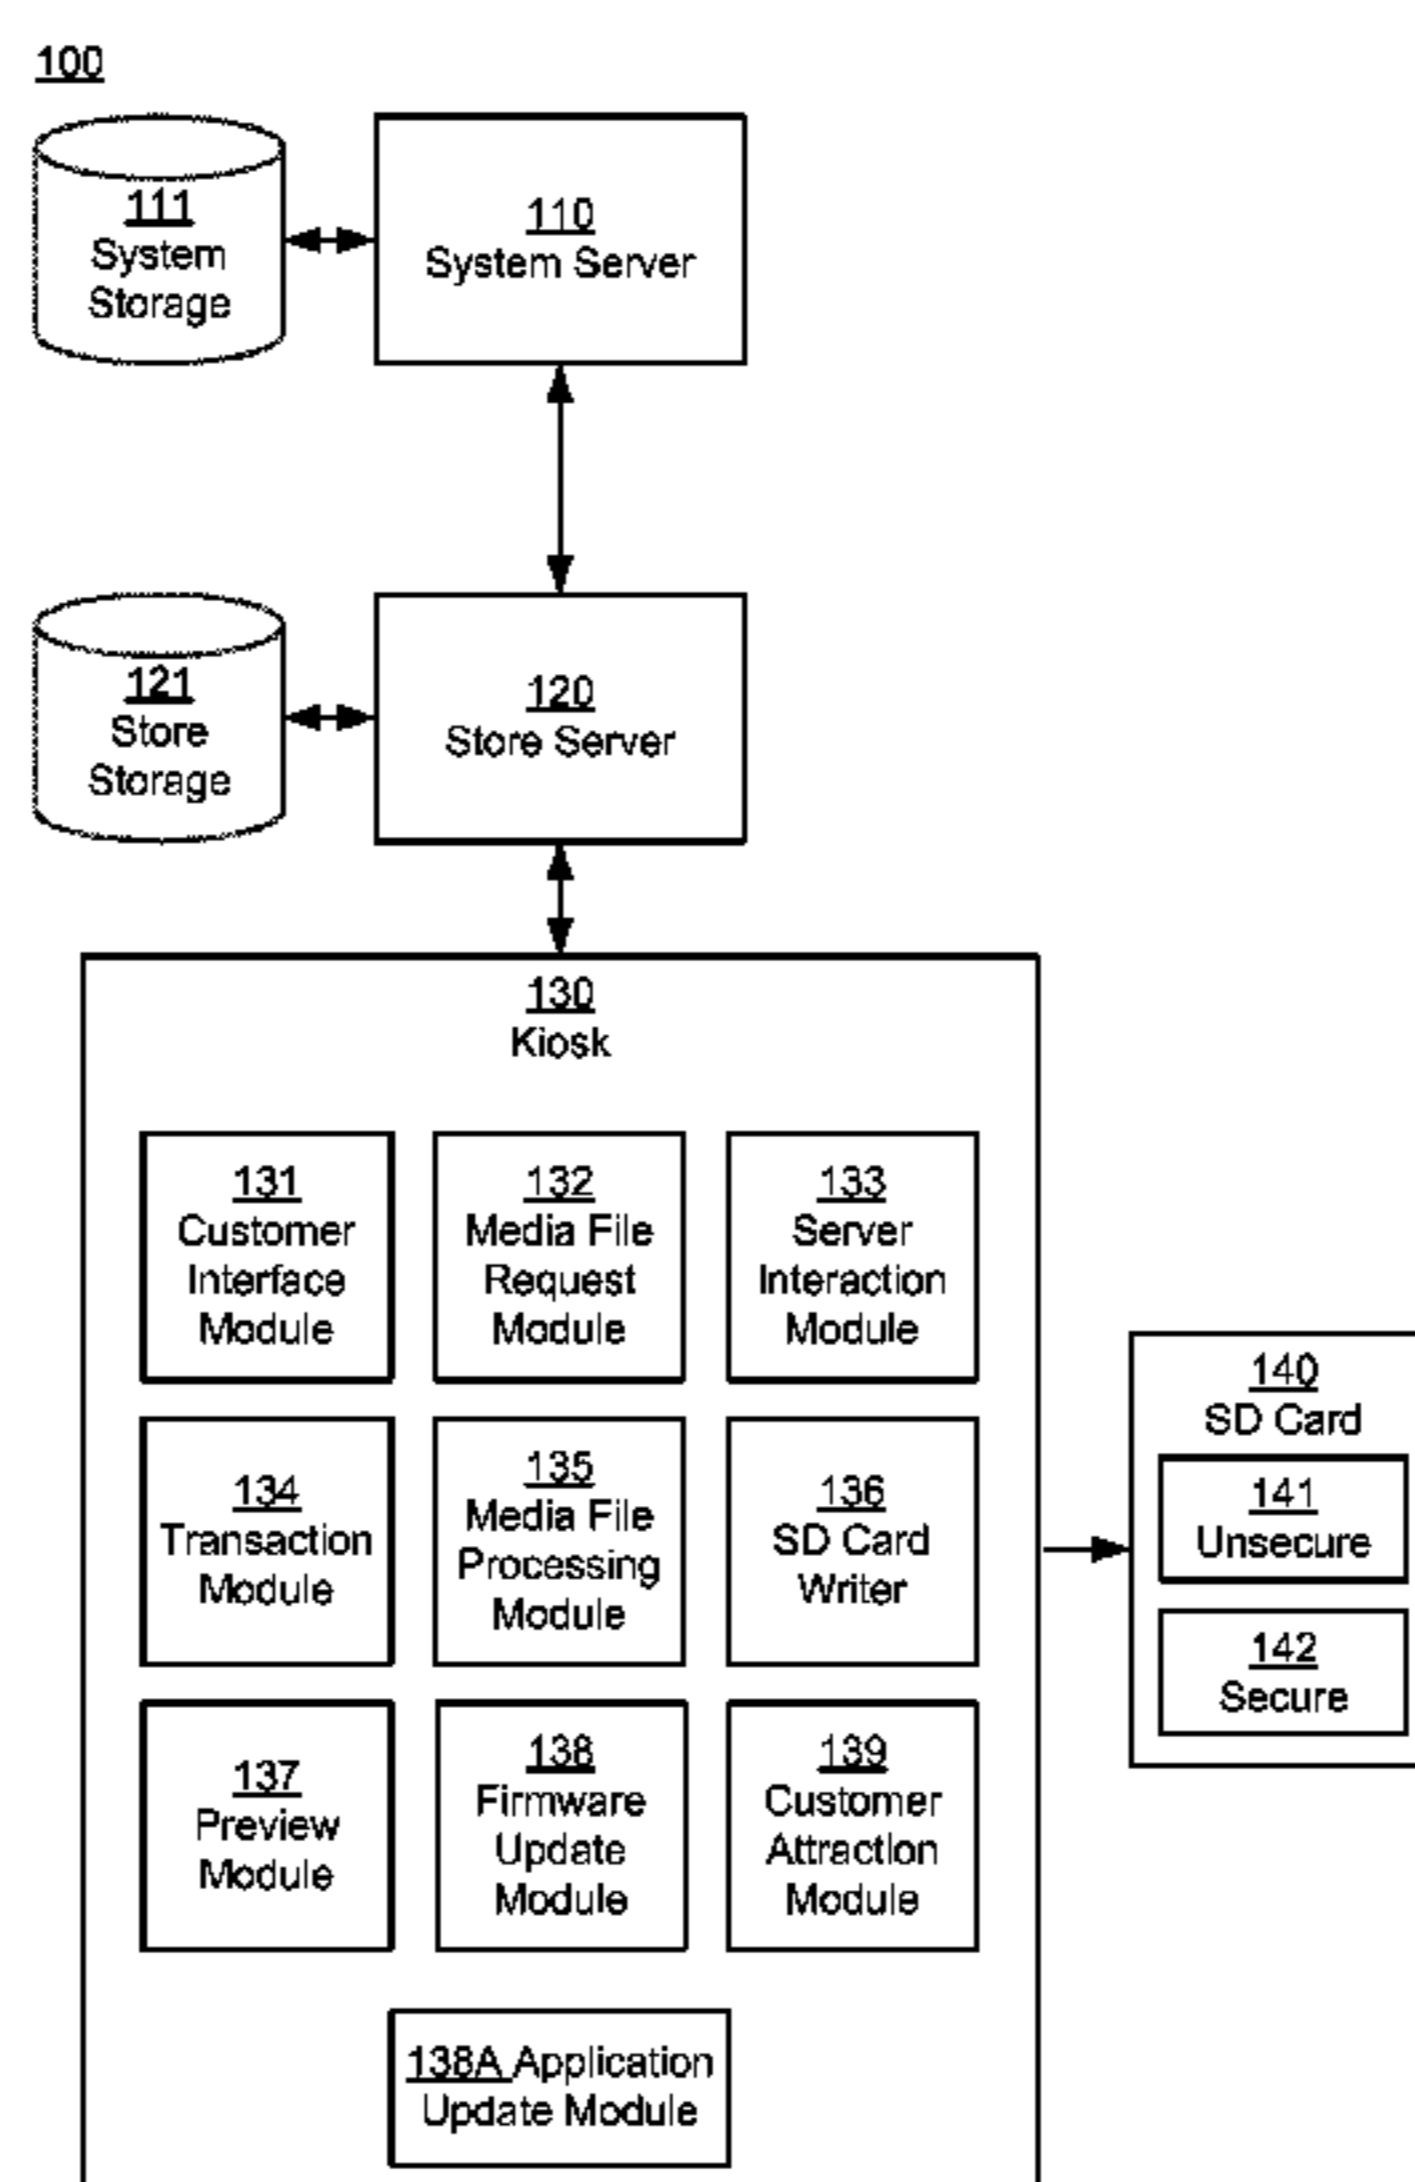 100
111
System
Storage
110
System Server
121
Store
Storage
120
Store Server
130
Kiosk
131
Customer
Interface
Module
132
Media File
Request
Module
133
Server
Interaction
Module
134
Transaction
Module
135
Media File
Processing
Module
136
SD Card
Writer
137
Preview
Module
138
Firmware
Update
Module
139
Customer
Attraction
Module
138A Application
Update Module
140
SD Card
141
Unsecure
142
Secure